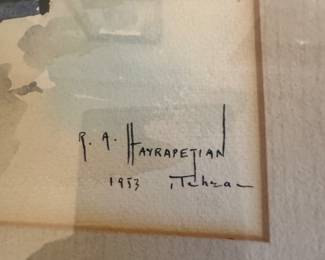 R. A. HAYRAPETIAN
1953 Tehran